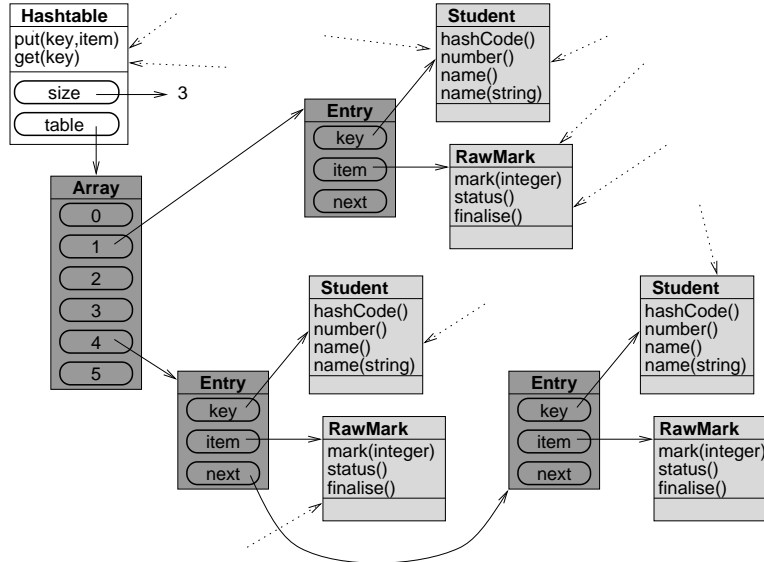 Hashtable
put(key,item)
get(key)
size
3
table
Array
0
1
2
3
4
5
Entry
key
item
next
Student
hashCode()
number()
name()
name(string)
RawMark
mark(integer)
status()
finalise()
Entry
key
item
next
Student
hashCode()
number()
name()
name(string)
RawMark
mark(integer)
status()
finalise()
Entry
key
item
next
Student
hashCode()
number()
name()
name(string)
RawMark
mark(integer)
status()
finalise()